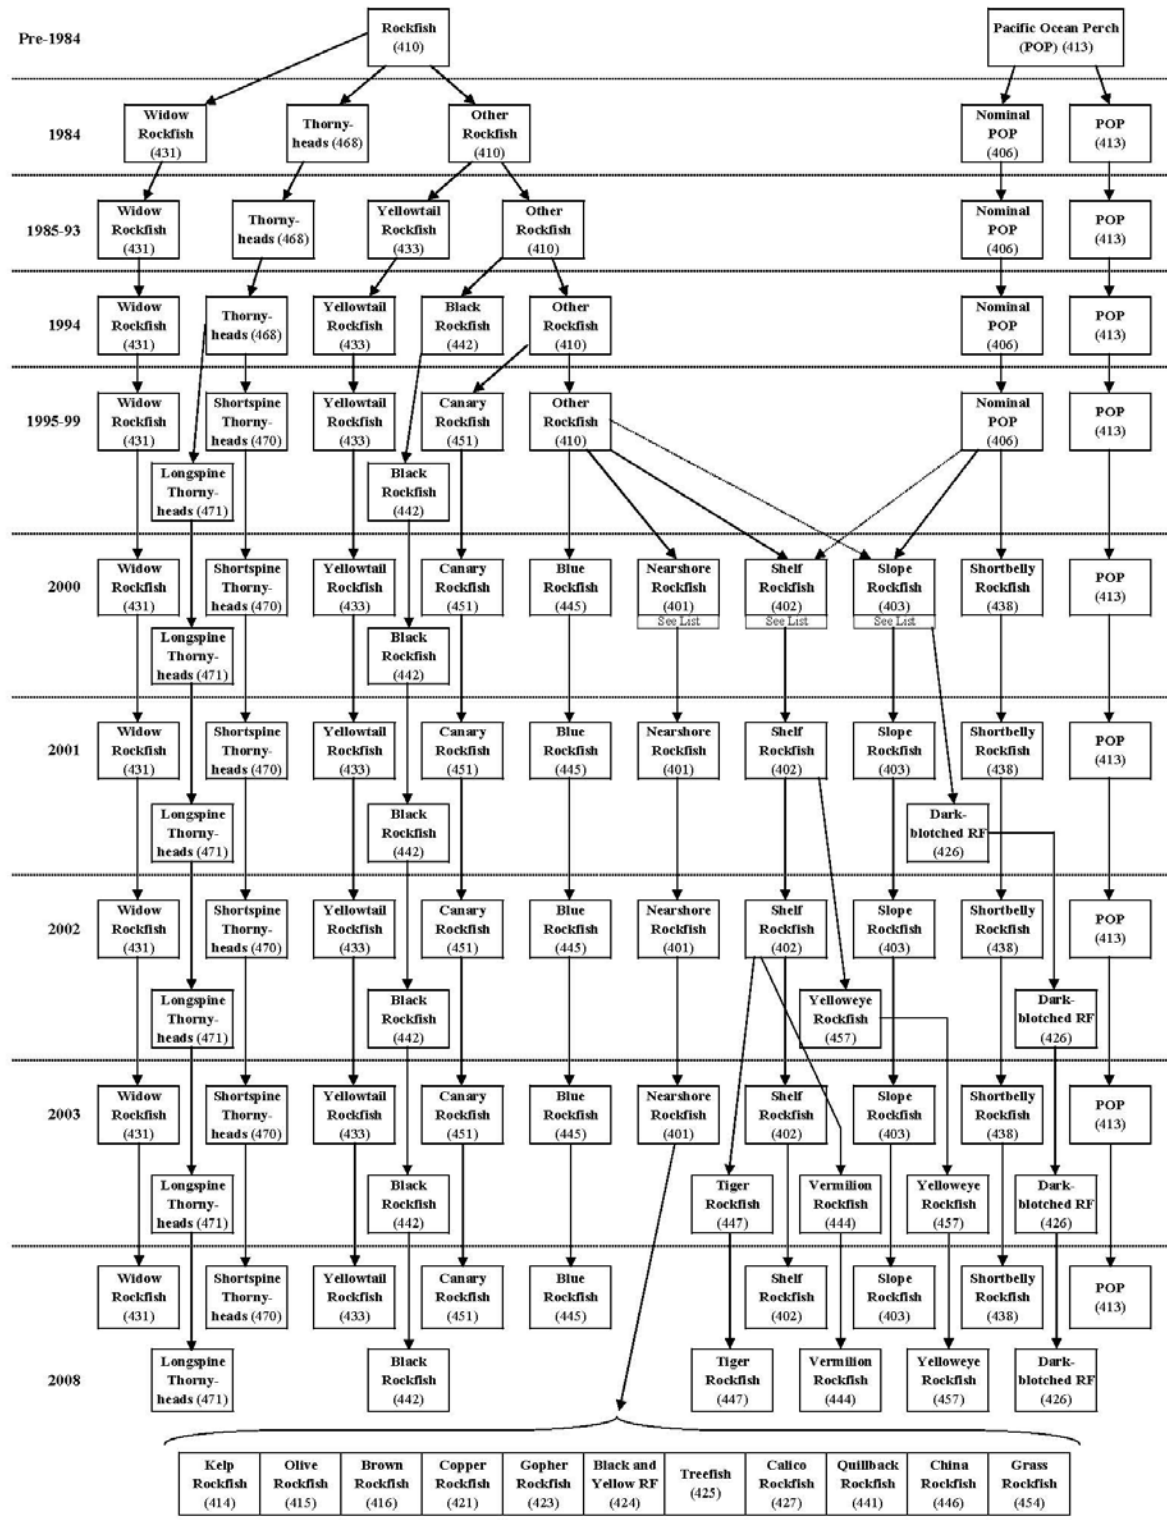 Pre-1984
Rockfish
(410)
Pacific Ocean Perch
(POP) (413)
1984
Widow
Rockfish
(431)
Thorny-
heads (468)
Other
Rockfish
(410)
Nominal
POP
(406)
POP
(413)
1985-93
Widow
Rockfish
(431)
Thorny-
heads (468)
Yellowtail
Rockfish
(433)
Other
Rockfish
(410)
Nominal
POP
(406)
POP
(413)
1994
Widow
Rockfish
(431)
Thorny-
heads (468)
Yellowtail
Rockfish
(433)
Black
Rockfish
(442)
Other
Rockfish
(410)
Nominal
POP
(406)
POP
(413)
1995-99
Widow
Rockfish
(431)
Shortspine
Thorny-
heads (470)
Yellowtail
Rockfish
(433)
Canary
Rockfish
(451)
Other
Rockfish
(410)
Nominal
POP
(406)
POP
(413)
Longspine
Thorny-
heads (471)
Black
Rockfish
(442)
2000
Widow
Rockfish
(431)
Shortspine
Thorny-
heads (470)
Yellowtail
Rockfish
(433)
Canary
Rockfish
(451)
Blue
Rockfish
(445)
Nearshore
Rockfish
(401)
See List
Shelf
Rockfish
(402)
See List
Slope
Rockfish
(403)
See List
Shortbelly
Rockfish
(438)
POP
(413)
Longspine
Thorny-
heads (471)
Black
Rockfish
(442)
2001
Widow
Rockfish
(431)
Shortspine
Thorny-
heads (470)
Yellowtail
Rockfish
(433)
Canary
Rockfish
(451)
Blue
Rockfish
(445)
Nearshore
Rockfish
(401)
Shelf
Rockfish
(402)
Slope
Rockfish
(403)
Shortbelly
Rockfish
(438)
POP
(413)
Longspine
Thorny-
heads (471)
Black
Rockfish
(442)
Dark-
blotched RF
(426)
2002
Widow
Rockfish
(431)
Shortspine
Thorny-
heads (470)
Yellowtail
Rockfish
(433)
Canary
Rockfish
(451)
Blue
Rockfish
(445)
Nearshore
Rockfish
(401)
Shelf
Rockfish
(402)
Slope
Rockfish
(403)
Shortbelly
Rockfish
(438)
POP
(413)
Longspine
Thorny-
heads (471)
Black
Rockfish
(442)
Yelloweye
Rockfish
(457)
Dark-
blotched RF
(426)
2003
Widow
Rockfish
(431)
Shortspine
Thorny-
heads (470)
Yellowtail
Rockfish
(433)
Canary
Rockfish
(451)
Blue
Rockfish
(445)
Nearshore
Rockfish
(401)
Shelf
Rockfish
(402)
Slope
Rockfish
(403)
Shortbelly
Rockfish
(438)
POP
(413)
Longspine
Thorny-
heads (471)
Black
Rockfish
(442)
Tiger
Rockfish
(447)
Vermilion
Rockfish
(444)
Yelloweye
Rockfish
(457)
Dark-
blotched RF
(426)
Widow
Rockfish
(431)
Shortspine
Thorny-
heads (470)
Yellowtail
Rockfish
(433)
Canary
Rockfish
(451)
Blue
Rockfish
(445)
Shelf
Rockfish
(402)
Slope
Rockfish
(403)
Shortbelly
Rockfish
(438)
POP
(413)
2008
Longspine
Thorny-
heads (471)
Black
Rockfish
(442)
Tiger
Rockfish
(447)
Vermilion
Rockfish
(444)
Yelloweye
Rockfish
(457)
Dark-
blotched RF
(426)
Kelp
Rockfish
(414)
Olive
Rockfish
(415)
Brown
Rockfish
(416)
Copper
Rockfish
(421)
Gopher
Rockfish
(423)
Black and
Yellow RF
(424)
Treefish
(425)
Calico
Rockfish
(427)
Quillback
Rockfish
(441)
China
Rockfish
(446)
Grass
Rockfish
(454)